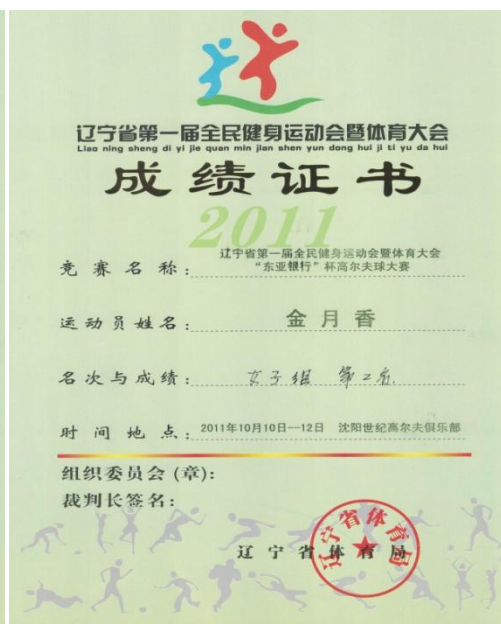 辽宁省第一届全民健身运动会暨体育大会
Liao ning sheng di yi jie quan min jian shen yun dong hui ji ti yu da hui
成绩证书
2011
辽宁省第一届全民健身运动会暨体育大会
竞赛名称：“东亚银行”杯高尔夫球大赛
运动员姓名：金月香
名次与成绩：女子组 第2名
时间地点：2011年10月10日—12日 沈阳世纪高尔夫俱乐部
组织委员会（章）：
裁判长签名：
辽宁省体育局
辽宁省体育局